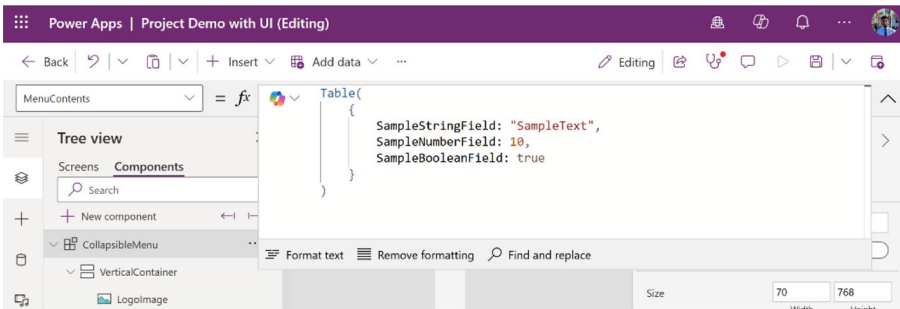 Power Apps | Project Demo with UI (Editing)
Back Insert Add data ... Editing
MenuContents = fx
Table(
{
SampleStringField: "SampleText",
SampleNumberField: 10,
SampleBooleanField: true
}
)
Tree view
Screens Components
Search
New component
CollapsibleMenu
VerticalContainer
LogoImage
Format text Remove formatting Find and replace
Size 70 768
Width Height